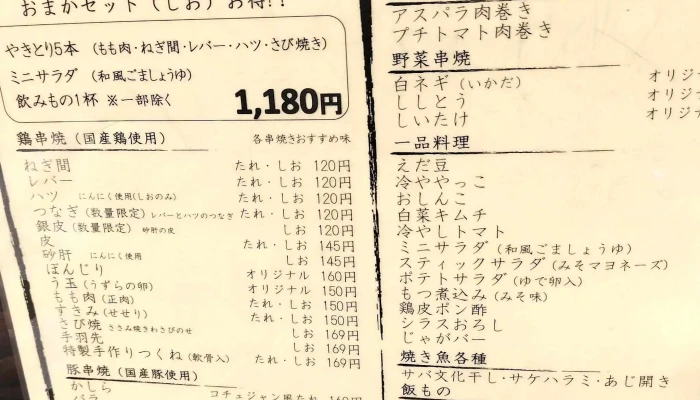 おまかセット（しお）お得!!
やきとり5本（もも肉・ねぎ間・レバー・ハツ・さび焼き）
ミニサラダ（和風ごましょうゆ）
飲みもの1杯 ※一部除く 1,180円
鶏串焼（国産鶏使用） 各串焼きおすすめ味
ねぎ間 たれ・しお 120円
レバー たれ・しお 120円
ハツ にんにく使用(しおのみ) たれ・しお 120円
つなぎ（数量限定）レバーとハツのつなぎ たれ・しお 120円
銀皮（数量限定）砂肝の皮 しお 120円
皮 たれ・しお 145円
砂肝 にんにく使用 しお 145円
ぼんじり オリジナル 160円
う玉（うずらの卵） オリジナル 150円
もも肉（正肉） たれ・しお 150円
すきみ（せせり） たれ・しお 150円
さび焼 ささみ焼きわさびのせ しお 169円
手羽先 しお 169円
特製手作りつくね（軟骨入） たれ・しお 169円
豚串焼（国産豚使用）
かしら コチュジャン風たれ 160円
バラ
アスパラ肉巻き
プチトマト肉巻き
野菜串焼
白ネギ（いかだ） オリジ
ししとう オリジ
しいたけ オリジ
一品料理
えだ豆
冷ややっこ
おしんこ
白菜キムチ
冷やしトマト
ミニサラダ（和風ごましょうゆ）
スティックサラダ（みそマヨネーズ）
ポテトサラダ（ゆで卵入）
もつ煮込み（みそ味）
鶏皮ポン酢
シラスおろし
じゃがバー
焼き魚各種
サバ文化干し・サケハラミ・あじ開き
飯もの